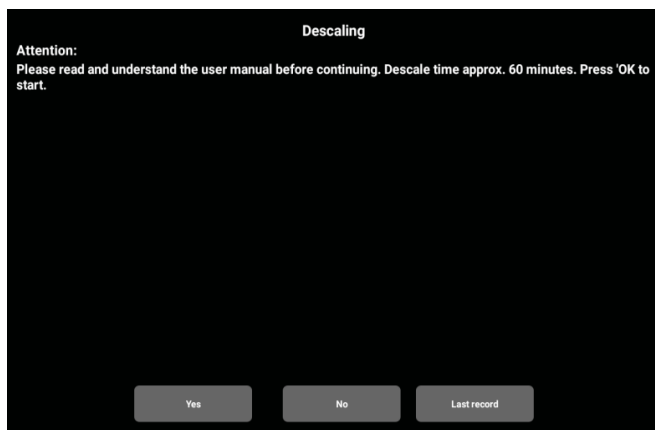 Descaling
Attention:
Please read and understand the user manual before continuing. Descale time approx. 60 minutes. Press 'OK to
start.
Yes
No
Last record